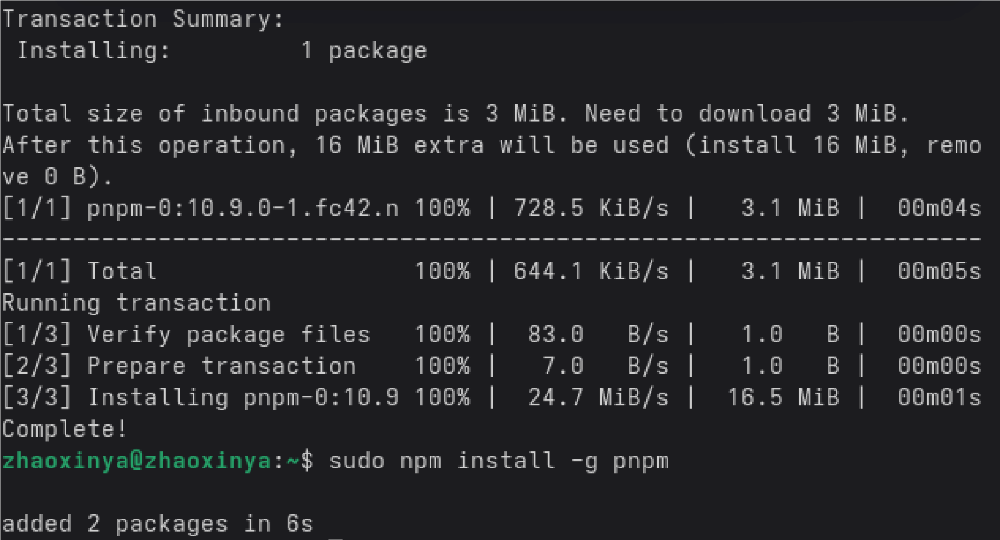 Transaction Summary:
 Installing:         1 package

Total size of inbound packages is 3 MiB. Need to download 3 MiB.
After this operation, 16 MiB extra will be used (install 16 MiB, remo
ve 0 B).
[1/1] pnpm-0:10.9.0-1.fc42.n 100% | 728.5 KiB/s |   3.1 MiB |  00m04s
---------------------------------------------------------------------
[1/1] Total                  100% | 644.1 KiB/s |   3.1 MiB |  00m05s
Running transaction
[1/3] Verify package files   100% |  83.0   B/s |   1.0   B |  00m00s
[2/3] Prepare transaction    100% |   7.0   B/s |   1.0   B |  00m00s
[3/3] Installing pnpm-0:10.9 100% |  24.7 MiB/s |  16.5 MiB |  00m01s
Complete!
zhaoxinya@zhaoxinya:~$ sudo npm install -g pnpm

added 2 packages in 6s